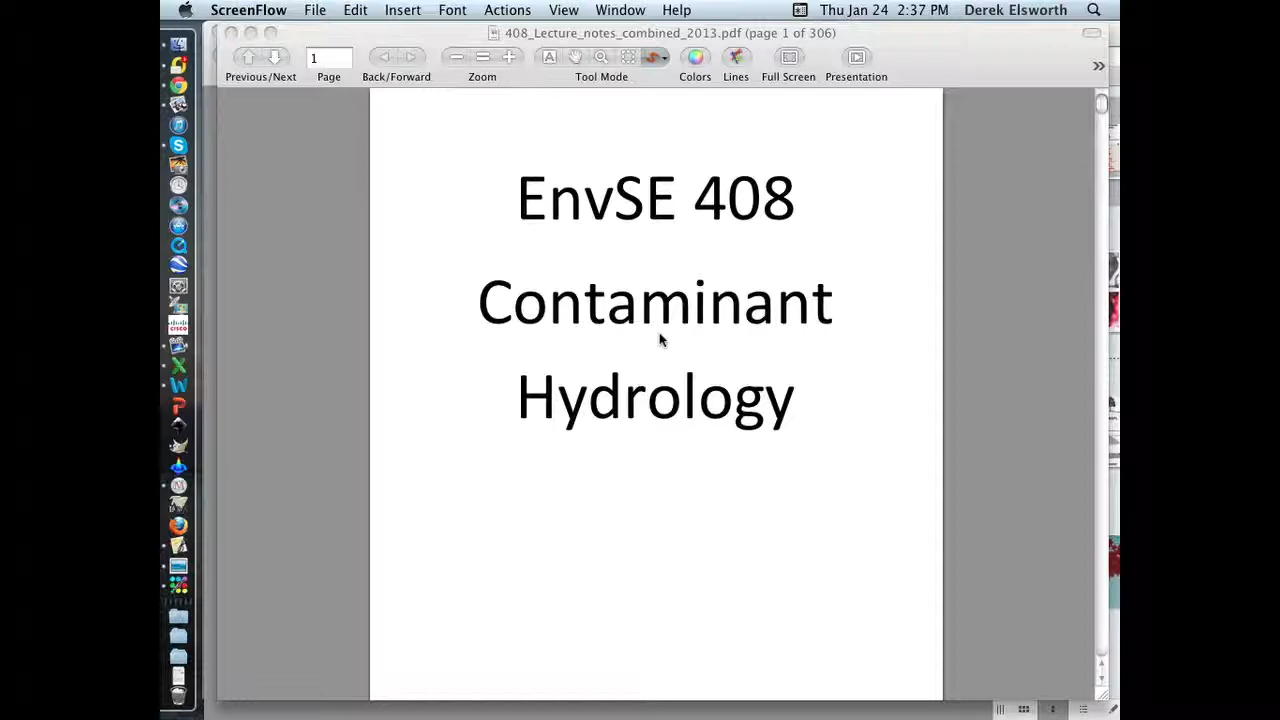 ScreenFlow File Edit Insert Font Actions View Window Help Thu Jan 24 2:37 PM Derek Elsworth
408_Lecture_notes_combined_2013.pdf (page 1 of 306)
1
Previous/Next Page Back/Forward Zoom Tool Mode Colors Lines Full Screen Presentatic
EnvSE 408
Contaminant
Hydrology
CISCO